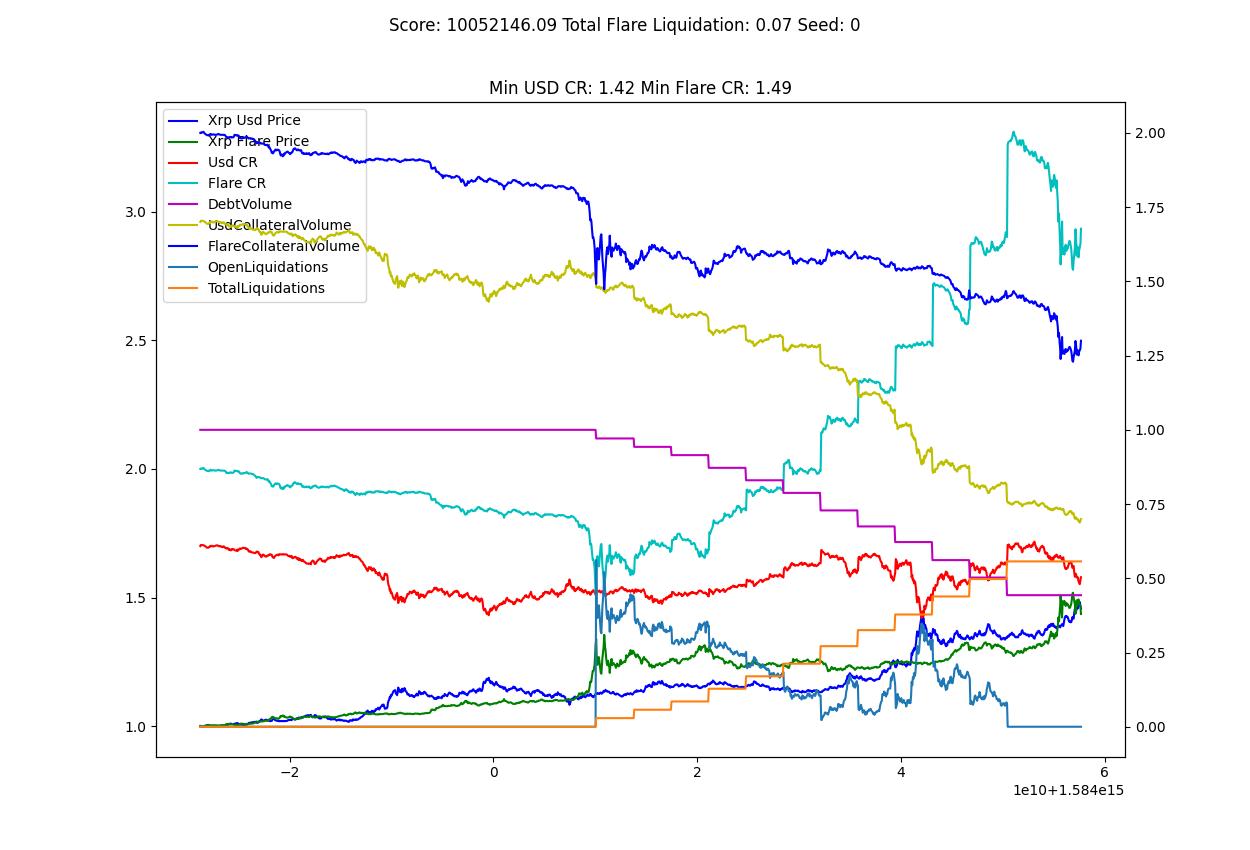 Score: 10052146.09 Total Flare Liquidation: 0.07 Seed: 0
Min USD CR: 1.42 Min Flare CR: 1.49
Xrp Usd Price
Xrp Flare Price
Usd CR
Flare CR
DebtVolume
UsdCollateralVolume
FlareCollateralVolume
OpenLiquidations
TotalLiquidations
3.0
2.5
2.0
1.5
1.0
2.00
1.75
1.50
1.25
1.00
0.75
0.50
0.25
0.00
−2
0
2
4
6
1e10+1.584e15